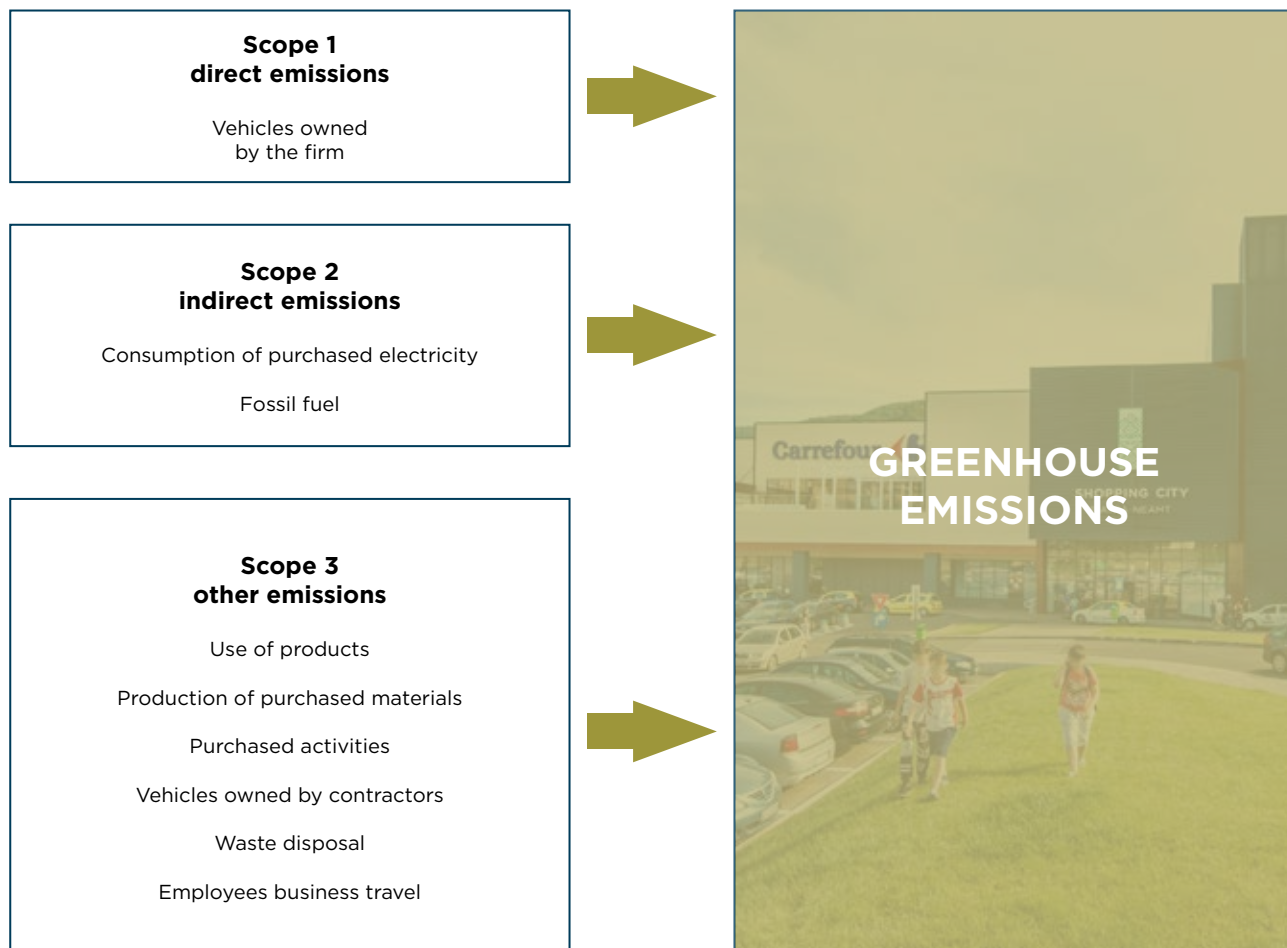 Scope 1
direct emissions
Vehicles owned
by the firm
Scope 2
indirect emissions
Consumption of purchased electricity
Fossil fuel
Scope 3
other emissions
Use of products
Production of purchased materials
Purchased activities
Vehicles owned by contractors
Waste disposal
Employees business travel
Carrefour
GREENHOUSE
EMISSIONS
SHOPPING CITY